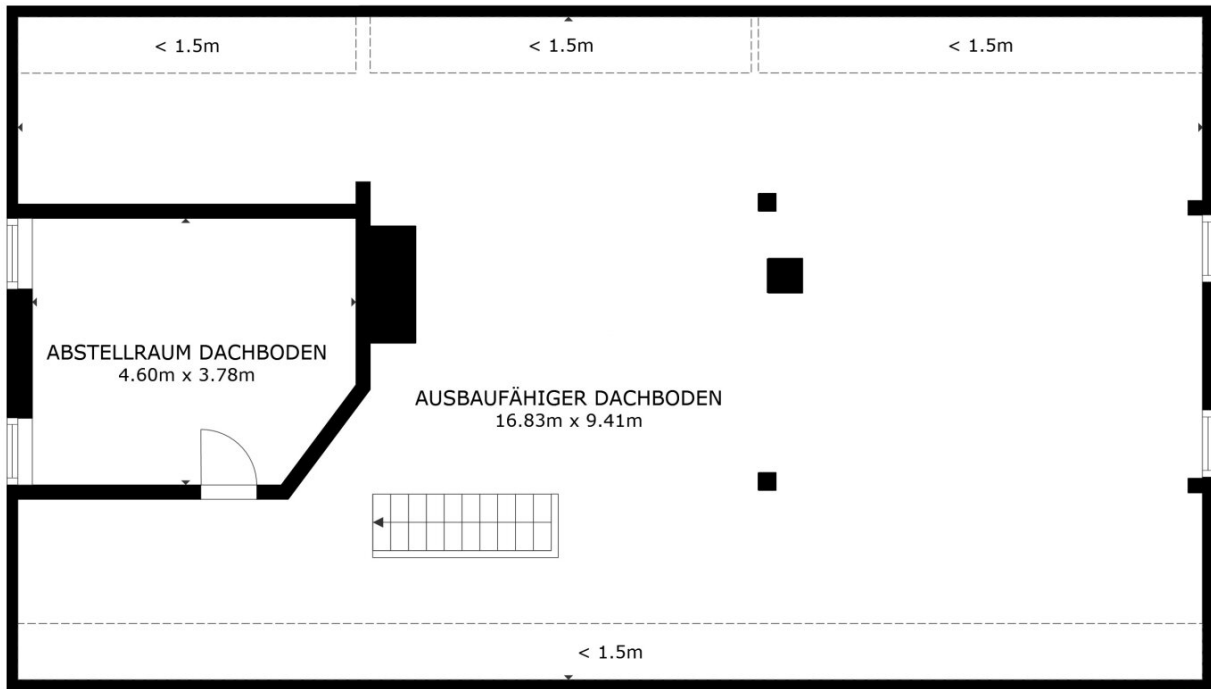 < 1.5m
< 1.5m
< 1.5m
ABSTELLRAUM DACHBODEN
4.60m x 3.78m
AUSBAUFÄHIGER DACHBODEN
16.83m x 9.41m
< 1.5m